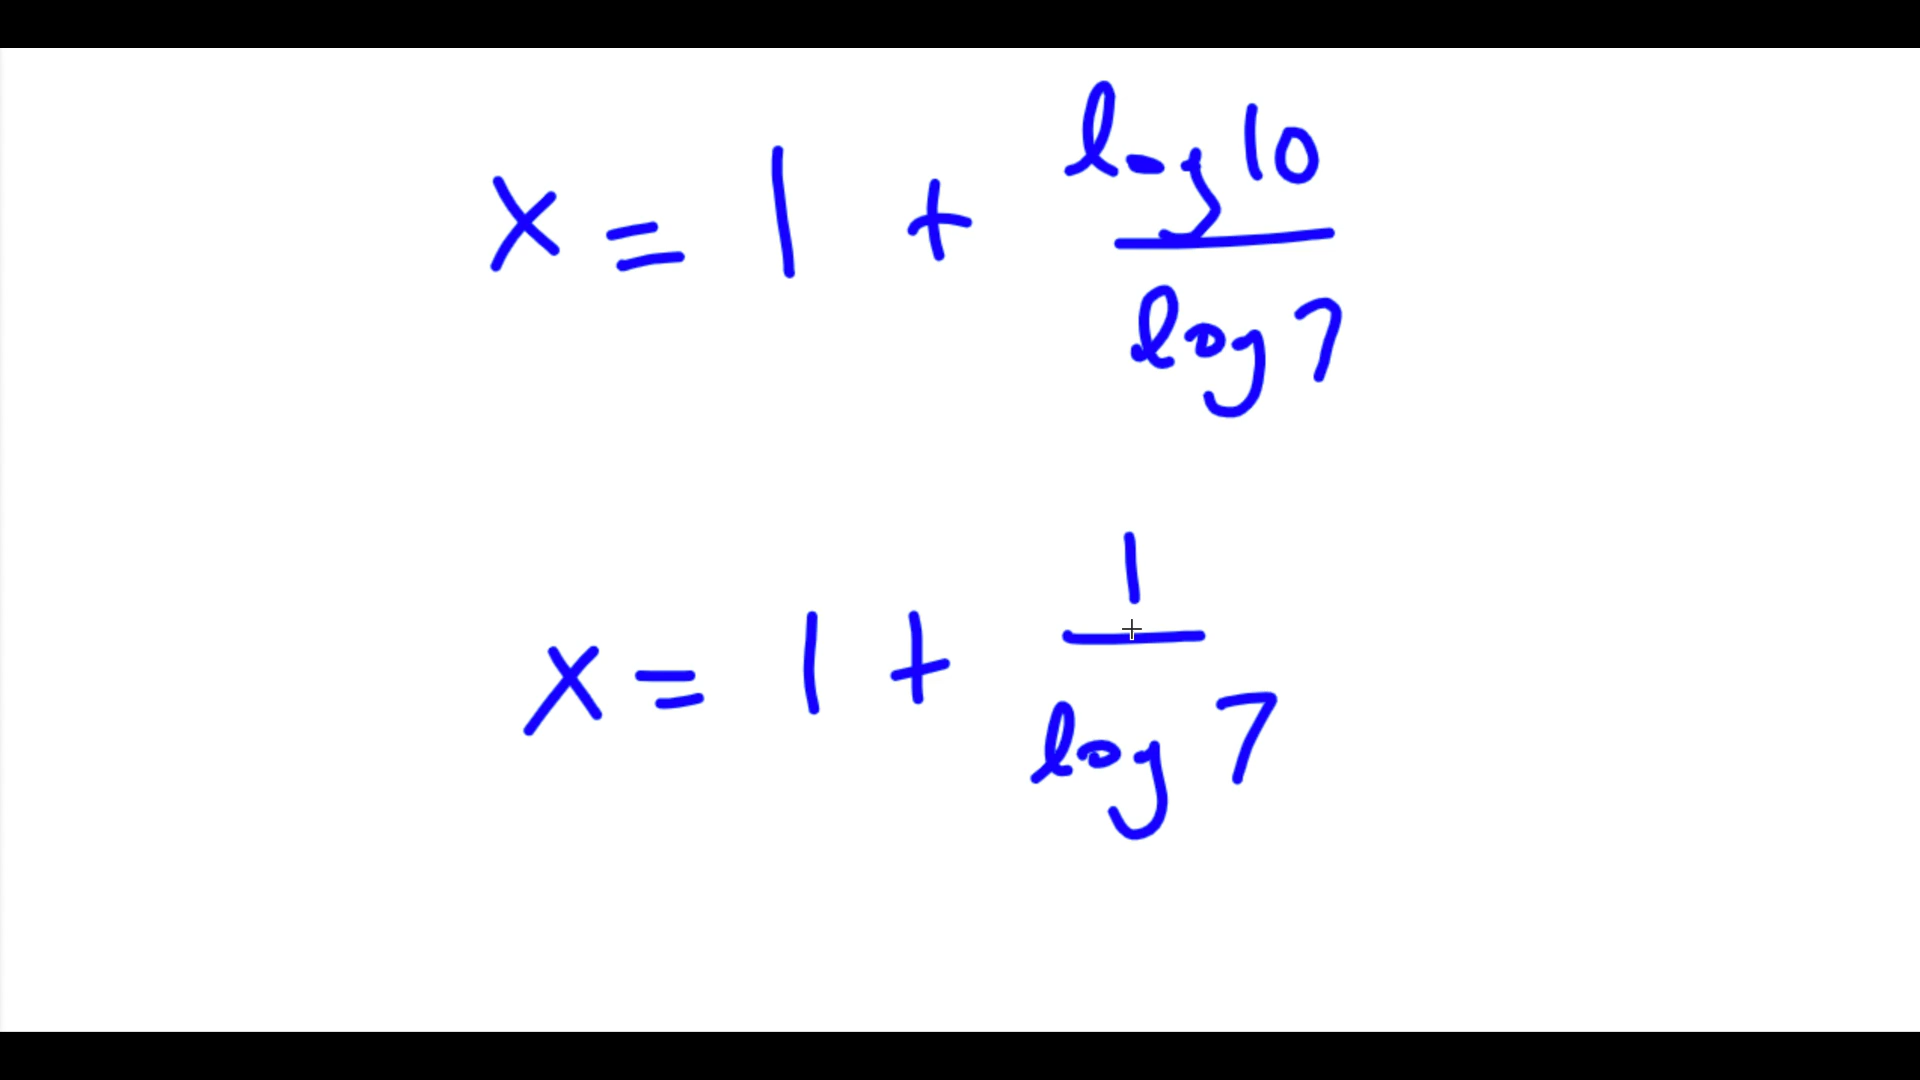 x = 1 + log 10 / log 7
x = 1 + 1 / log 7